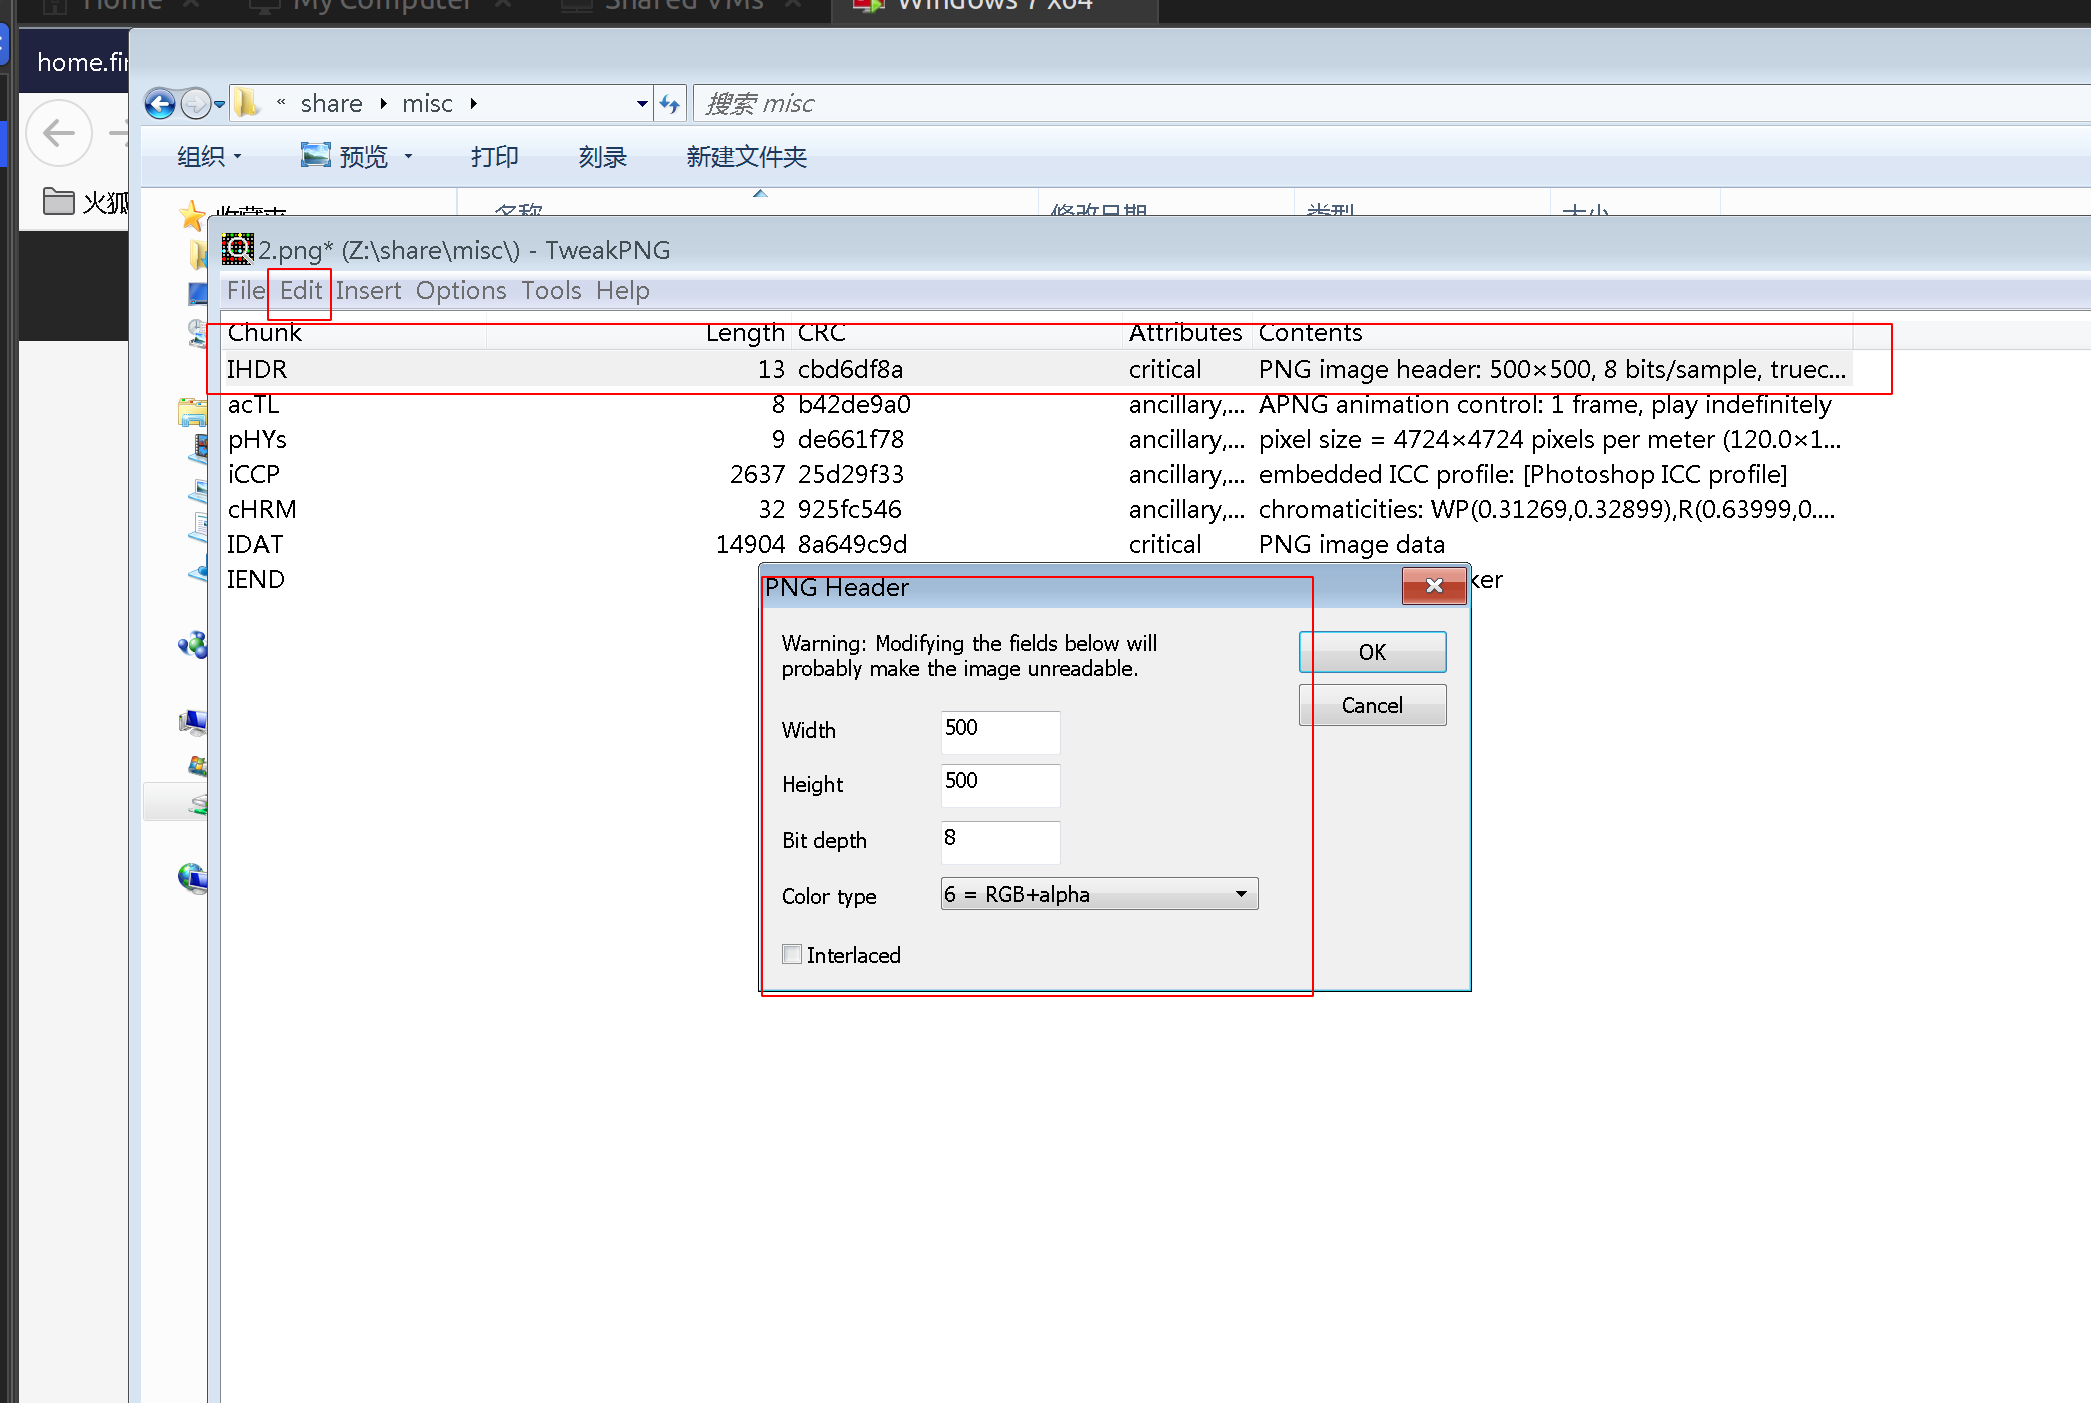 Home
My Computer
Shared VMs
Windows 7 x64
home.fir
« share misc
搜索 misc
组织 预览 打印 刻录 新建文件夹
火狐
收藏夹
名称 修改日期 类型 大小
2.png* (Z:\share\misc\) - TweakPNG
File Edit Insert Options Tools Help
Chunk Length CRC Attributes Contents
IHDR 13 cbd6df8a critical PNG image header: 500×500, 8 bits/sample, truec...
acTL 8 b42de9a0 ancillary,... APNG animation control: 1 frame, play indefinitely
pHYs 9 de661f78 ancillary,... pixel size = 4724×4724 pixels per meter (120.0×1...
iCCP 2637 25d29f33 ancillary,... embedded ICC profile: [Photoshop ICC profile]
cHRM 32 925fc546 ancillary,... chromaticities: WP(0.31269,0.32899),R(0.63999,0....
IDAT 14904 8a649c9d critical PNG image data
IEND ker
PNG Header
Warning: Modifying the fields below will
probably make the image unreadable.
OK
Cancel
Width 500
Height 500
Bit depth 8
Color type 6 = RGB+alpha
Interlaced